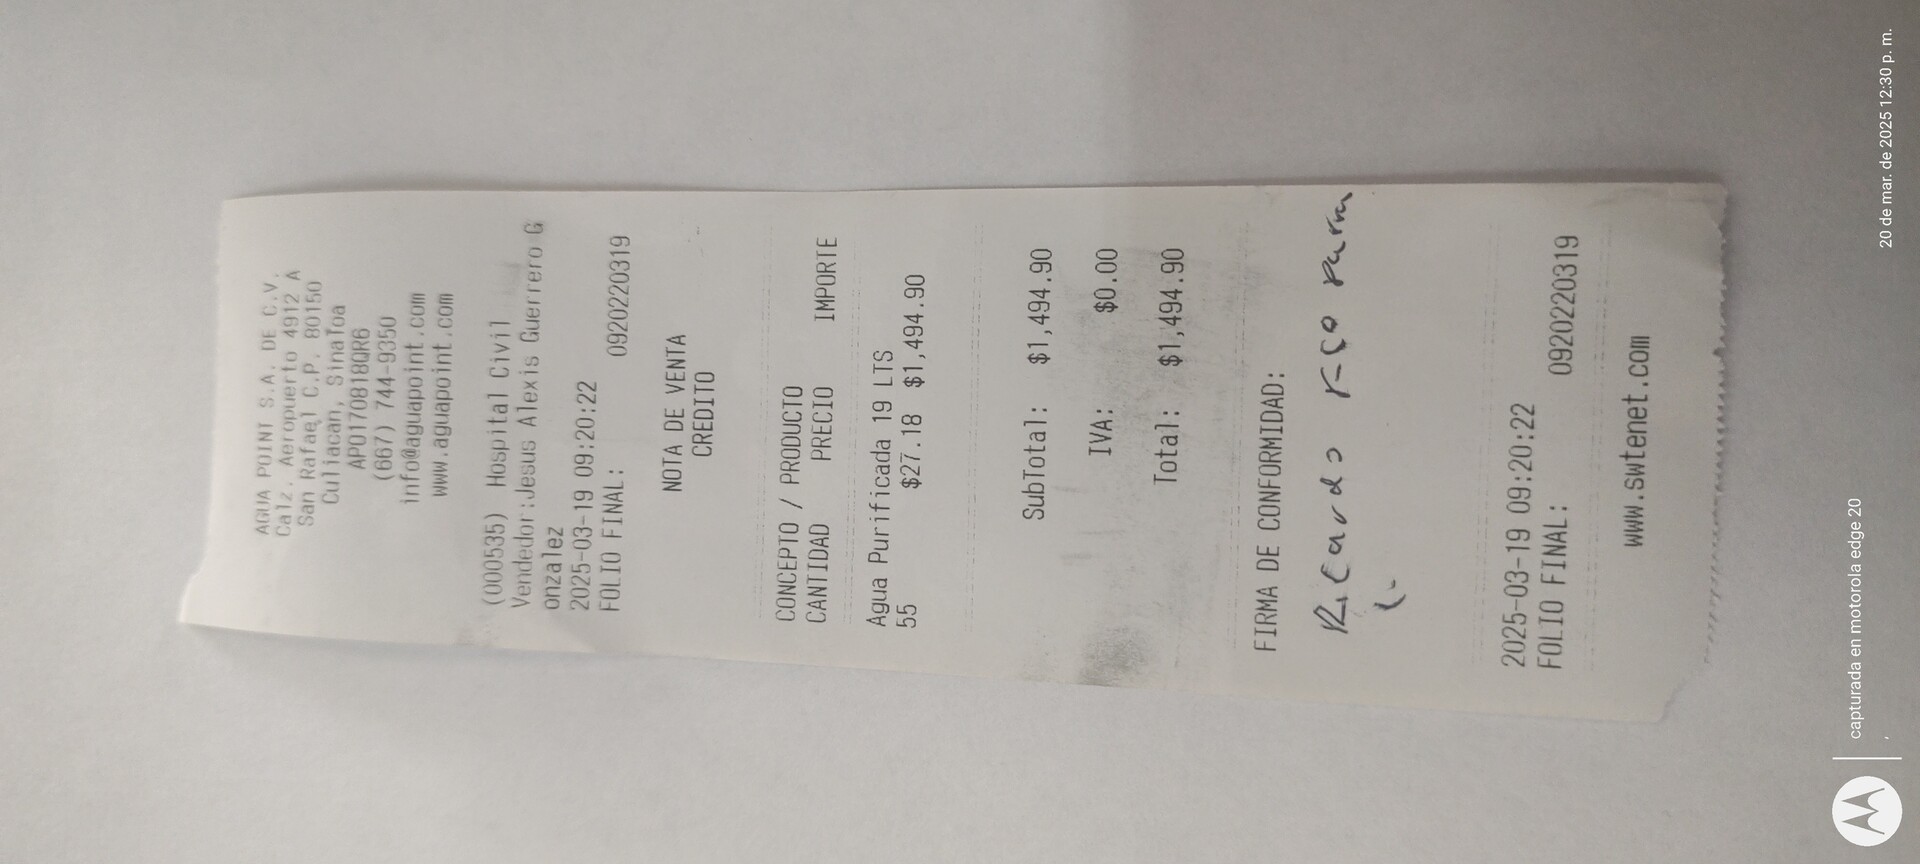 AGUA POINT S.A. DE C.V.
Calz. Aeropuerto 4912 A
San Rafael C.P. 80150
Culiacan, Sinaloa
APO170818QR6
(667) 744-9350
info@aguapoint.com
www.aguapoint.com
(000535) Hospital Civil
Vendedor:Jesus Alexis Guerrero G
onzalez
2025-03-19 09:20:22
FOLIO FINAL: 0920220319
NOTA DE VENTA
CREDITO
CONCEPTO / PRODUCTO
CANTIDAD PRECIO IMPORTE
Agua Purificada 19 LTS
55 $27.18 $1,494.90
SubTotal: $1,494.90
IVA: $0.00
Total: $1,494.90
FIRMA DE CONFORMIDAD:
Ricardo
2025-03-19 09:20:22
FOLIO FINAL: 0920220319
www.swtenet.com
capturada en motorola edge 20
20 de mar. de 2025 12:30 p. m.